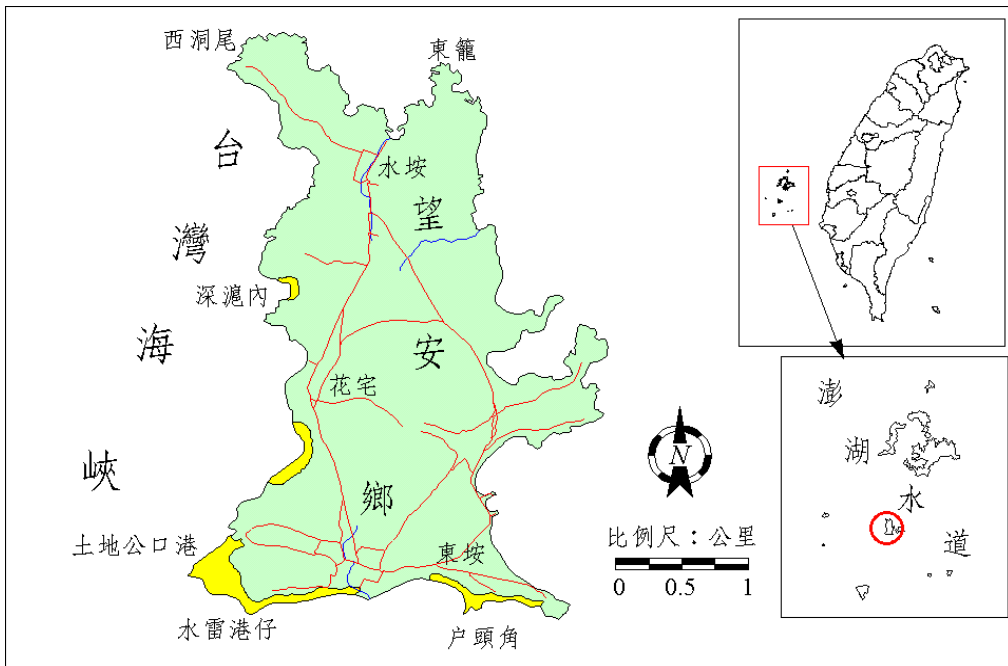 西洞尾
東籠
台灣海峽
水垵
望安鄉
深滬內
花宅
土地公口港
東垵
水雷港仔
户頭角
N
比例尺：公里
0 0.5 1
澎湖水道